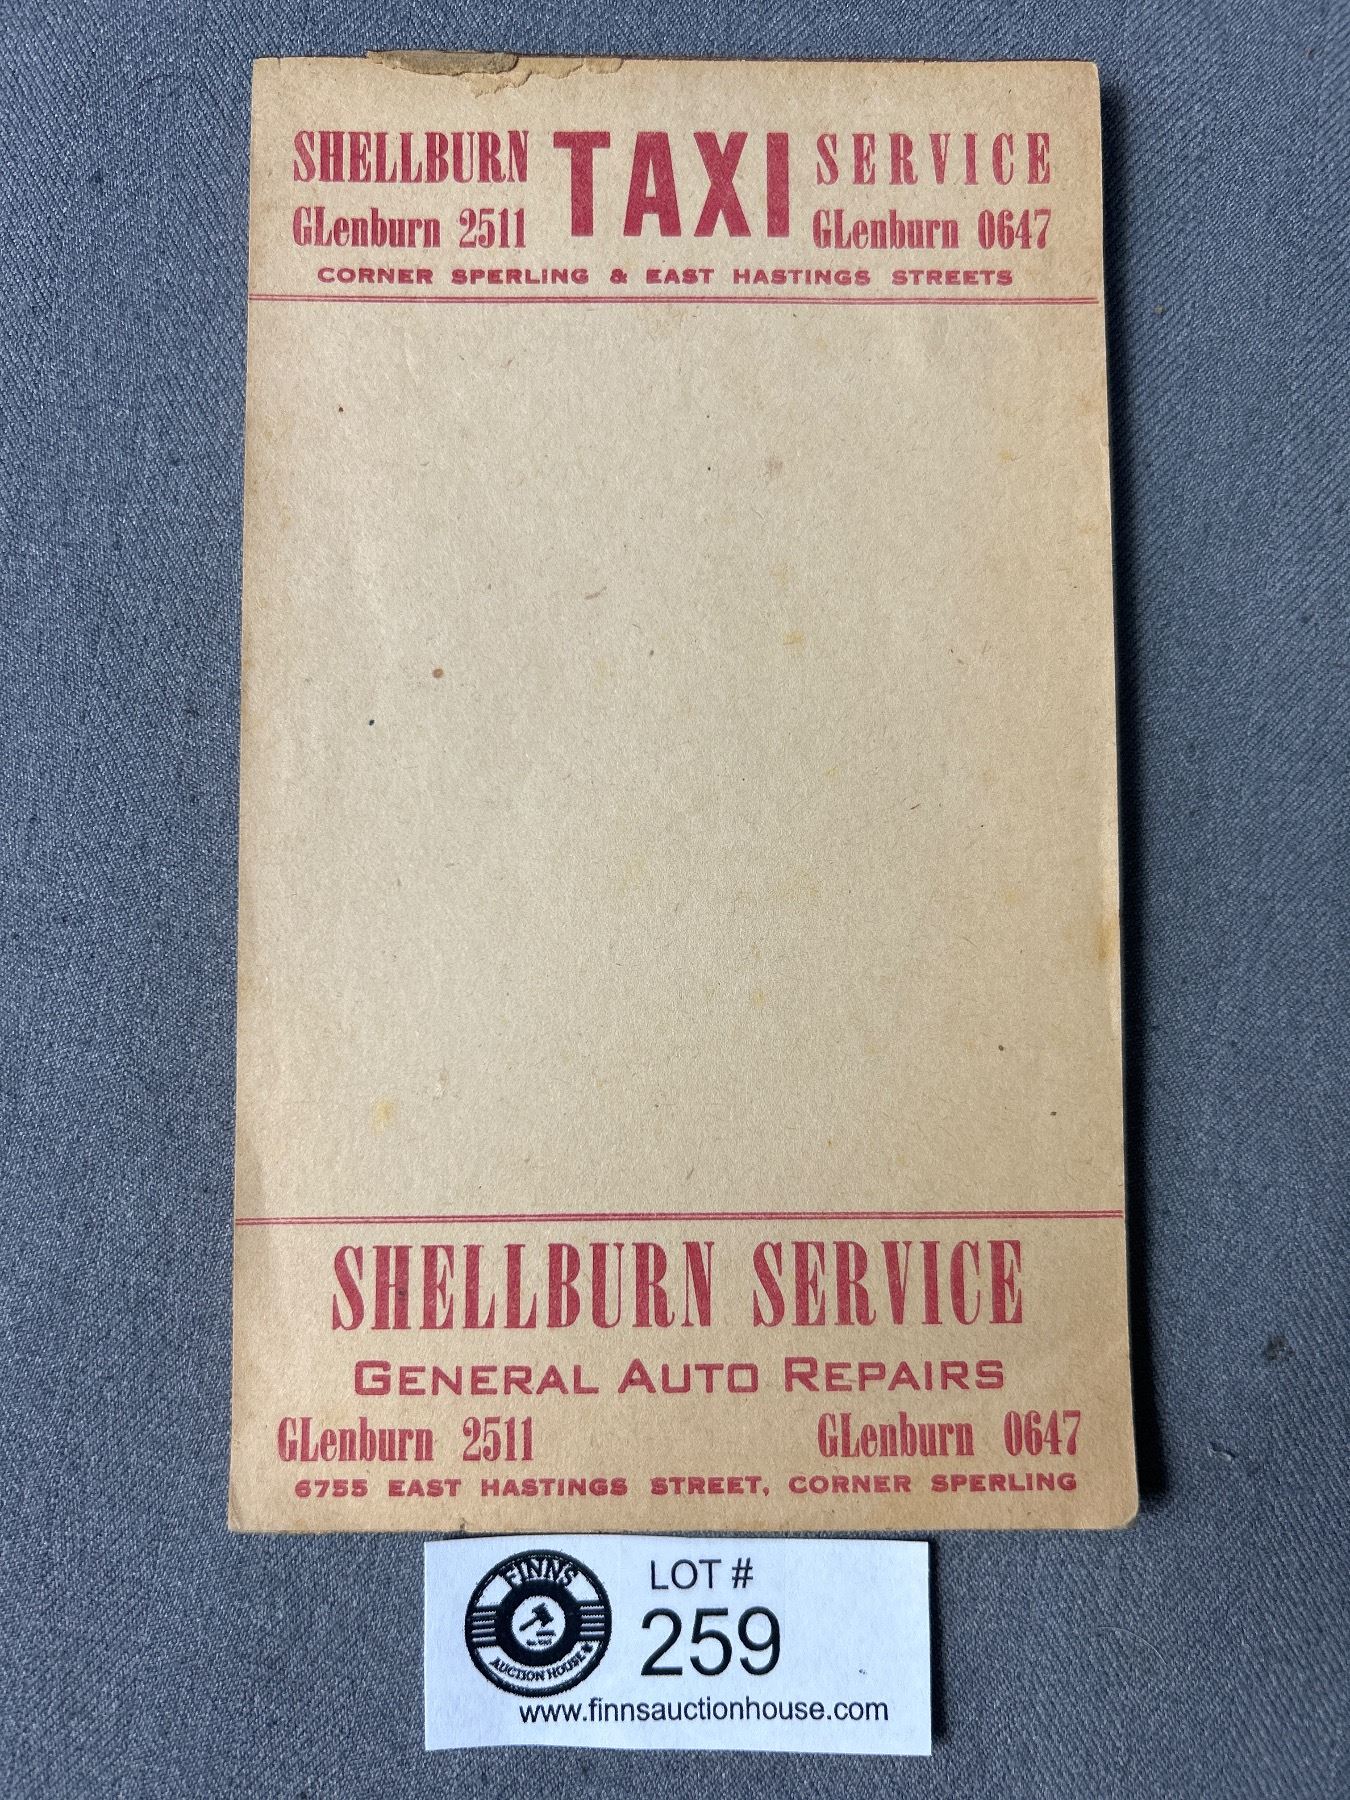 SHELLBURN TAXI SERVICE
GLenburn 2511 GLenburn 0647
CORNER SPERLING & EAST HASTINGS STREETS
SHELLBURN SERVICE
GENERAL AUTO REPAIRS
GLenburn 2511 GLenburn 0647
6755 EAST HASTINGS STREET, CORNER SPERLING
FINNS
AUCTION HOUSE
LOT #
259
www.finnsauctionhouse.com